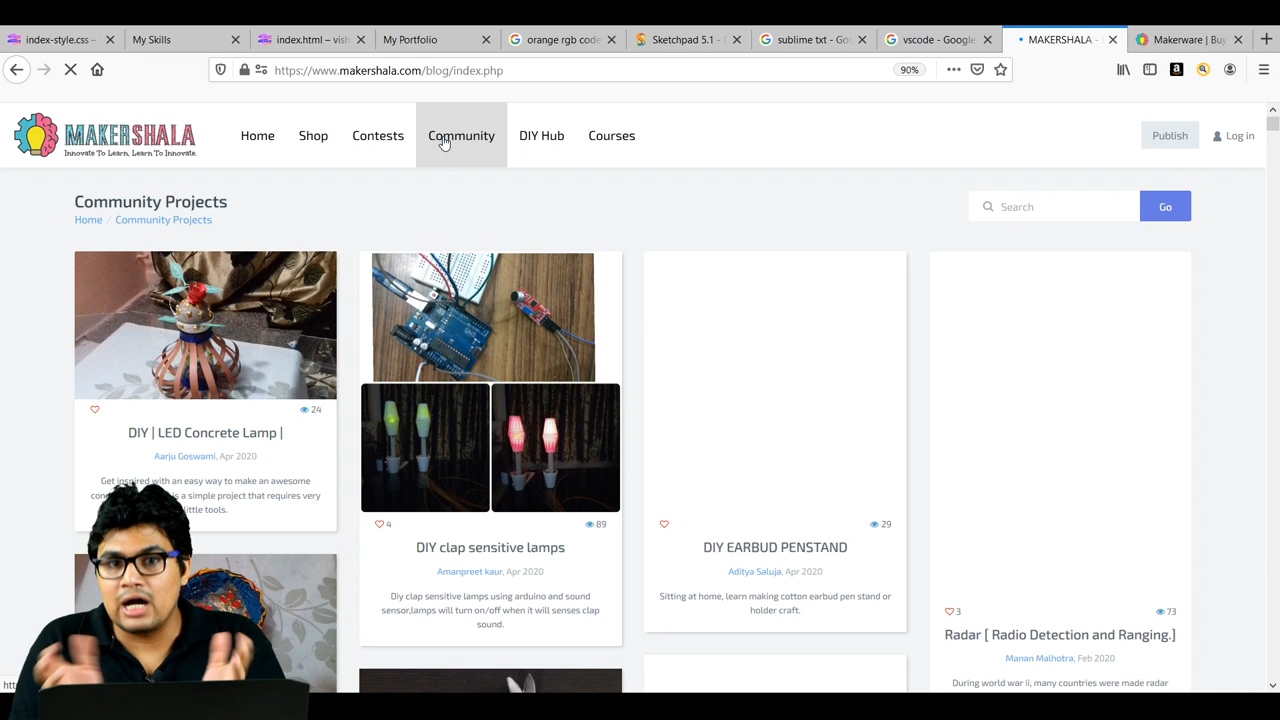 index-style.css –
My Skills
index.html – vish
My Portfolio
orange rgb code
Sketchpad 5.1 - D
sublime txt - Goo
vscode - Google
MAKERSHALA -
Makerware | Buy
https://www.makershala.com/blog/index.php
90%
MAKERSHALA
Innovate To Learn, Learn To Innovate.
Home
Shop
Contests
Community
DIY Hub
Courses
Publish
Log in
Community Projects
Home / Community Projects
Search
Go
24
DIY | LED Concrete Lamp |
Aarju Goswami, Apr 2020
Get inspired with an easy way to make an awesome
is a simple project that requires very
little tools.
4
89
DIY clap sensitive lamps
Amanpreet kaur, Apr 2020
Diy clap sensitive lamps using arduino and sound
sensor,lamps will turn on/off when it will senses clap
sound.
29
DIY EARBUD PENSTAND
Aditya Saluja, Apr 2020
Sitting at home, learn making cotton earbud pen stand or
holder craft.
3
73
Radar [ Radio Detection and Ranging.]
Manan Malhotra, Feb 2020
During world war ii, many countries were made radar